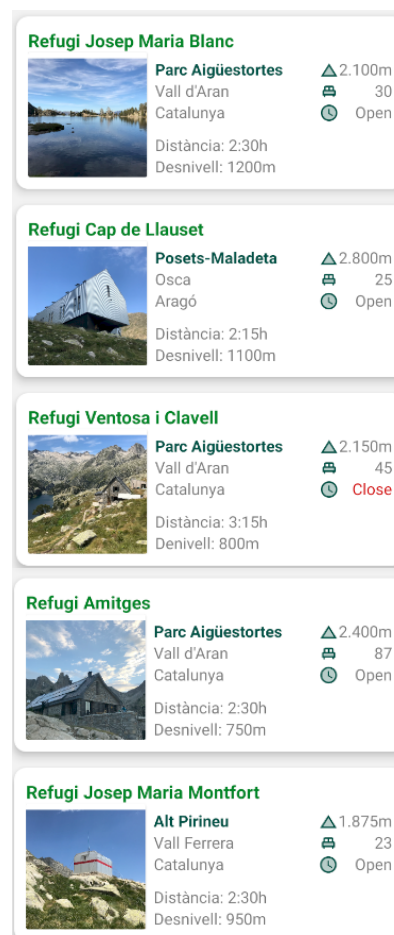 Refugi Josep Maria Blanc
Parc Aigüestortes 2.100m
Vall d'Aran 30
Catalunya Open
Distància: 2:30h
Desnivell: 1200m
Refugi Cap de Llauset
Posets-Maladeta 2.800m
Osca 25
Aragó Open
Distància: 2:15h
Desnivell: 1100m
Refugi Ventosa i Clavell
Parc Aigüestortes 2.150m
Vall d'Aran 45
Catalunya Close
Distància: 3:15h
Denivell: 800m
Refugi Amitges
Parc Aigüestortes 2.400m
Vall d'Aran 87
Catalunya Open
Distància: 2:30h
Desnivell: 750m
Refugi Josep Maria Montfort
Alt Pirineu 1.875m
Vall Ferrera 23
Catalunya Open
Distància: 2:30h
Desnivell: 950m